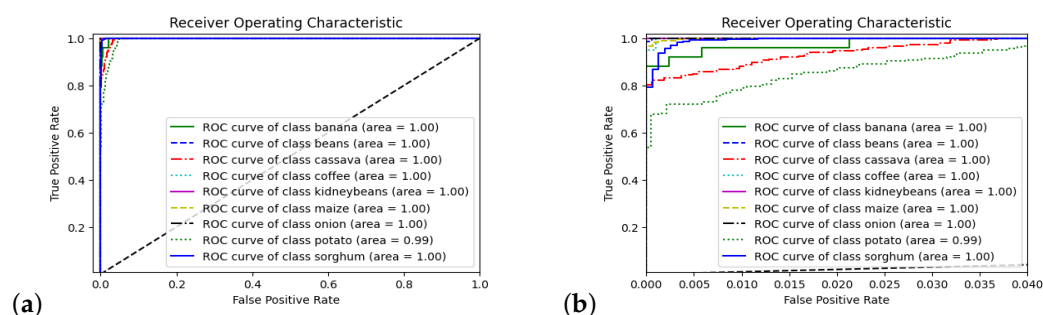 Receiver Operating Characteristic
1.0
0.8
0.6
0.4
0.2
True Positive Rate
ROC curve of class banana (area = 1.00)
ROC curve of class beans (area = 1.00)
ROC curve of class cassava (area = 1.00)
ROC curve of class coffee (area = 1.00)
ROC curve of class kidneybeans (area = 1.00)
ROC curve of class maize (area = 1.00)
ROC curve of class onion (area = 1.00)
ROC curve of class potato (area = 0.99)
ROC curve of class sorghum (area = 1.00)
0.0 0.2 0.4 0.6 0.8 1.0
False Positive Rate
(a)
Receiver Operating Characteristic
1.0
0.8
0.6
0.4
0.2
True Positive Rate
ROC curve of class banana (area = 1.00)
ROC curve of class beans (area = 1.00)
ROC curve of class cassava (area = 1.00)
ROC curve of class coffee (area = 1.00)
ROC curve of class kidneybeans (area = 1.00)
ROC curve of class maize (area = 1.00)
ROC curve of class onion (area = 1.00)
ROC curve of class potato (area = 0.99)
ROC curve of class sorghum (area = 1.00)
0.000 0.005 0.010 0.015 0.020 0.025 0.030 0.035 0.040
False Positive Rate
(b)